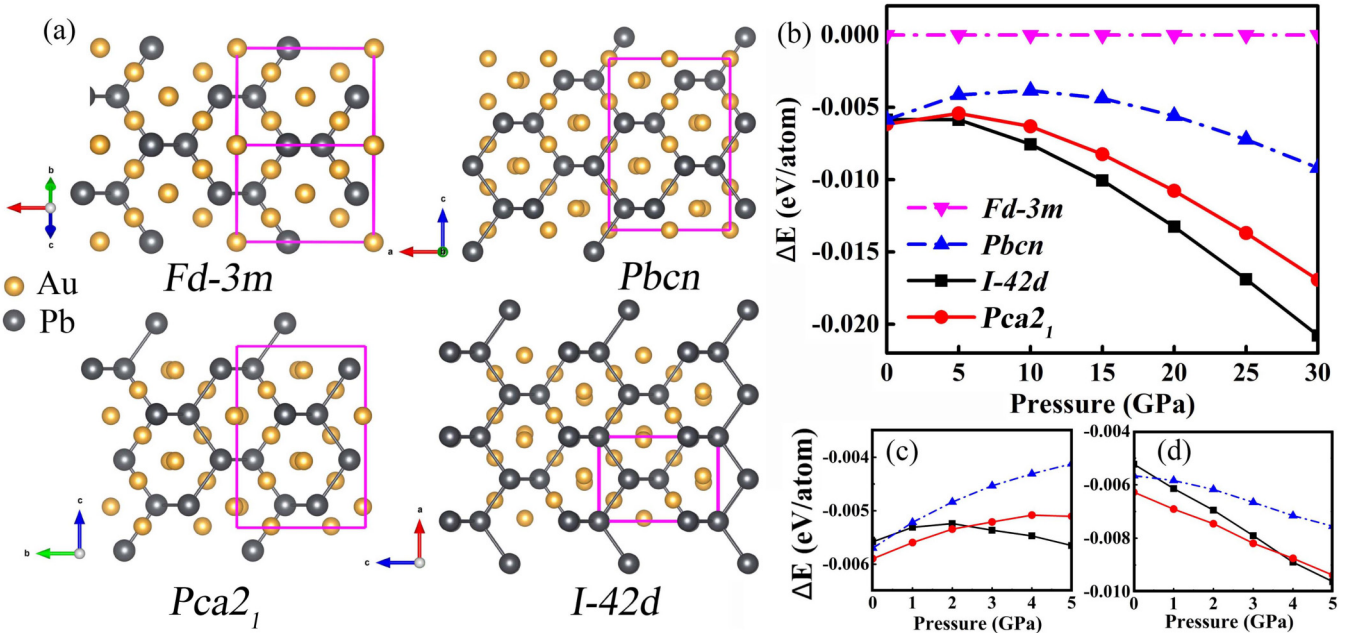 (a)
b
c
Fd-3m
c
a
b
Pbcn
Au
Pb
c
b
Pca2₁
a
c
I-42d
(b)
0.000
-0.005
-0.010
-0.015
-0.020
ΔE (eV/atom)
Fd-3m
Pbcn
I-42d
Pca2₁
0 5 10 15 20 25 30
Pressure (GPa)
(c)
-0.004
-0.005
-0.006
ΔE (eV/atom)
0 1 2 3 4 5
Pressure (GPa)
(d)
-0.004
-0.006
-0.008
-0.010
0 1 2 3 4 5
Pressure (GPa)